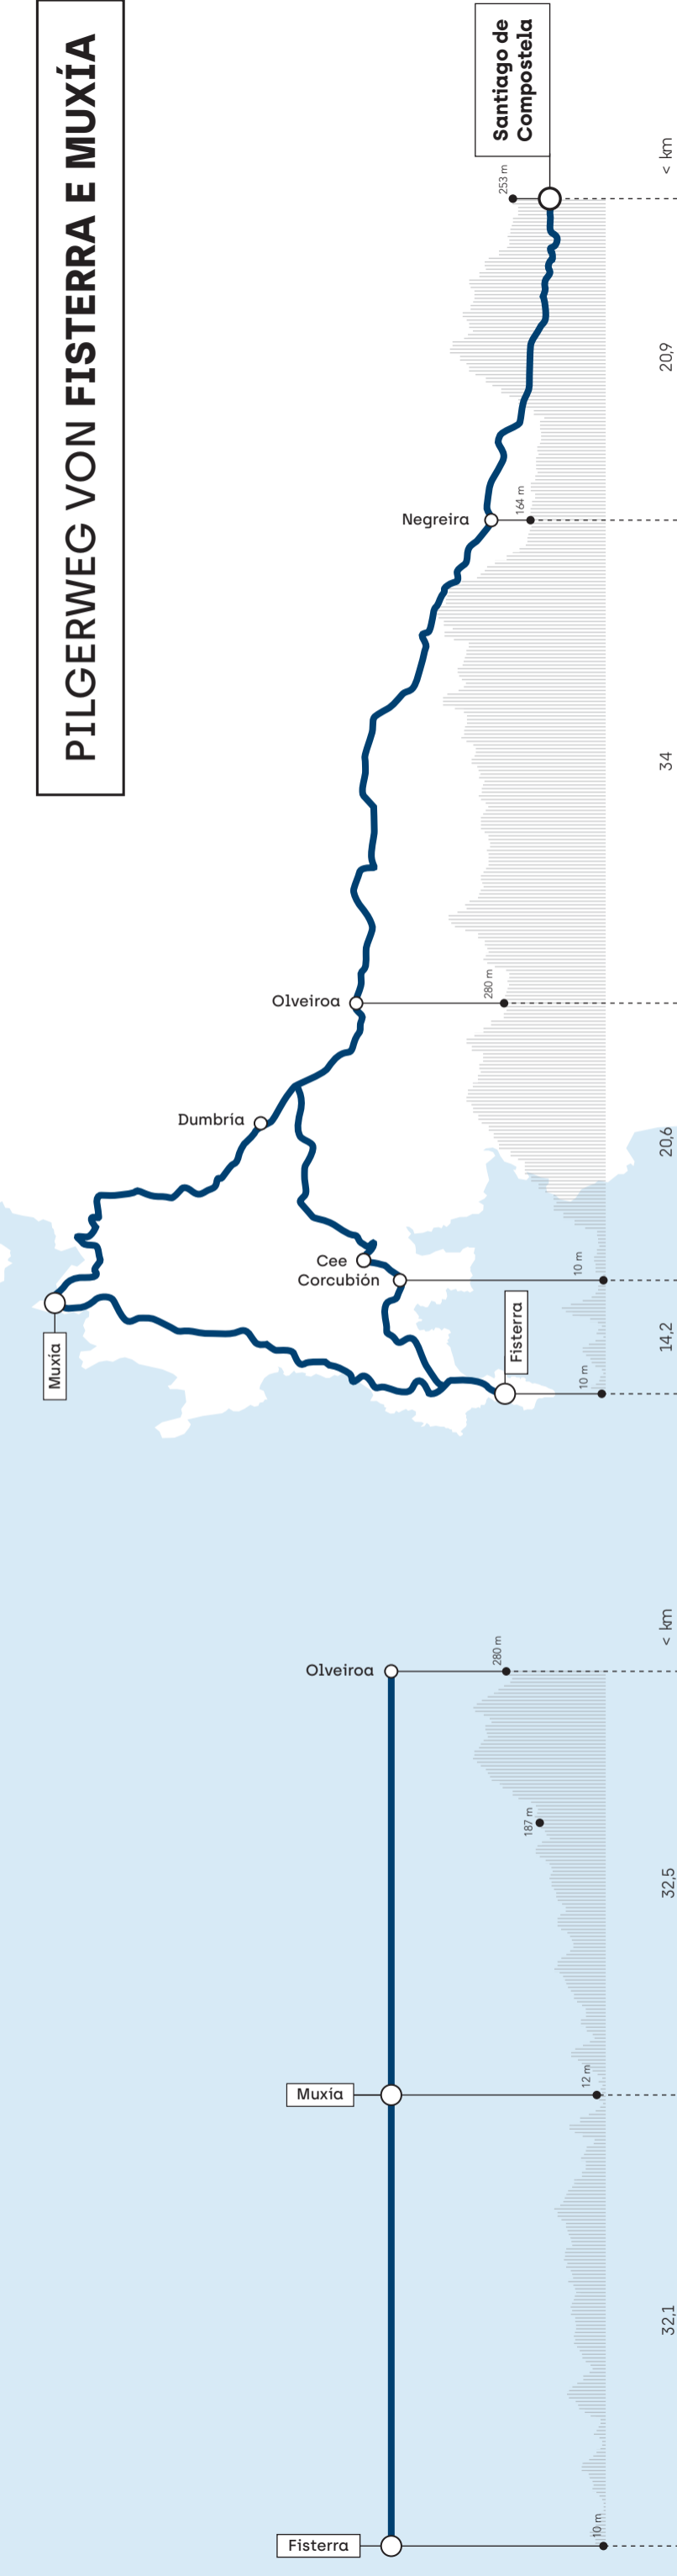 PILGERWEG VON FISTERRA E MUXÍA
Santiago de
Compostela
253 m
< km
20,9
Negreira
164 m
34
Olveiroa
280 m
Dumbría
20,6
Cee
Corcubión
10 m
Muxía
Fisterra
14,2
10 m
< km
Olveiroa
280 m
187 m
32,5
Muxía
12 m
32,1
Fisterra
10 m